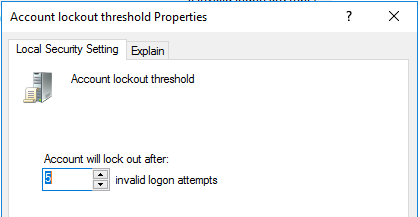 Account lockout threshold Properties
Local Security Setting
Explain
Account lockout threshold
Account will lock out after:
5 invalid logon attempts